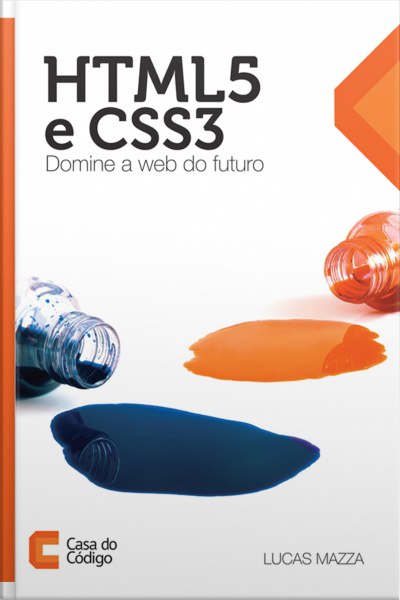 HTML5
e CSS3
Domine a web do futuro
Casa do
Código
LUCAS MAZZA